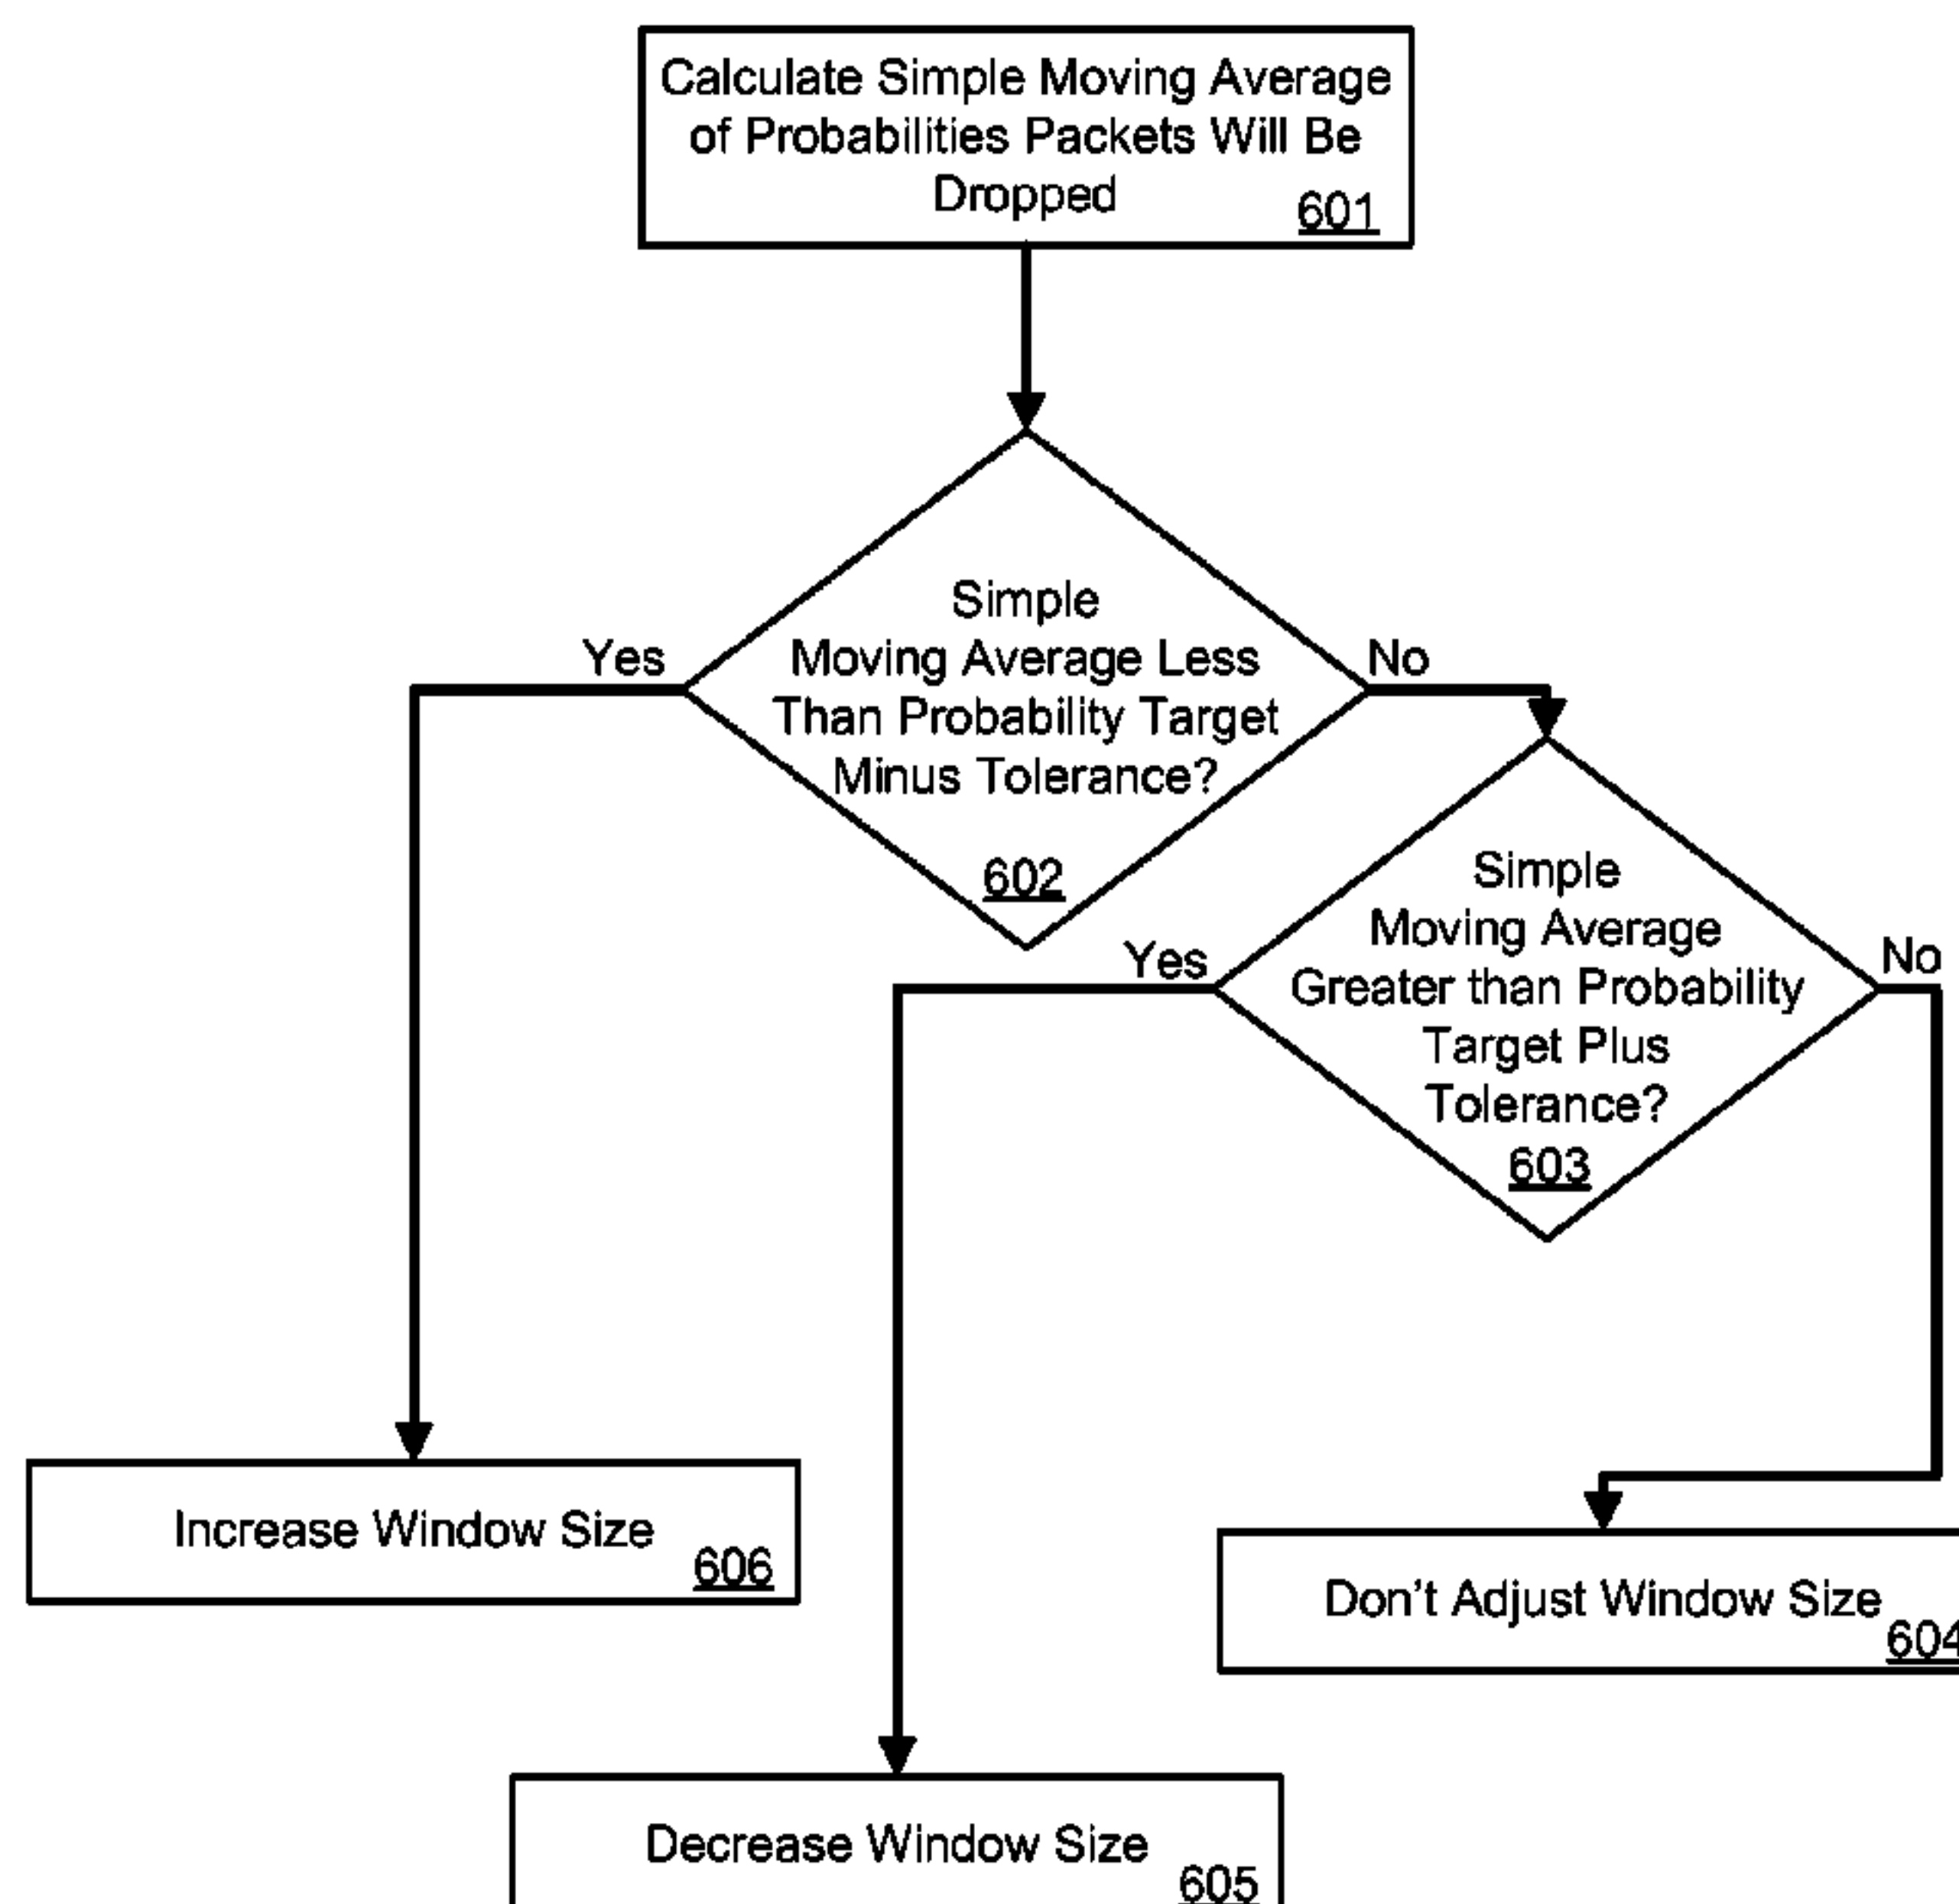 Calculate Simple Moving Average
of Probabilities Packets Will Be
Dropped
601
Simple
Moving Average Less
Than Probability Target
Minus Tolerance?
602
Yes
No
Simple
Moving Average
Greater than Probability
Target Plus
Tolerance?
603
Yes
No
Increase Window Size
606
Don't Adjust Window Size
604
Decrease Window Size
605